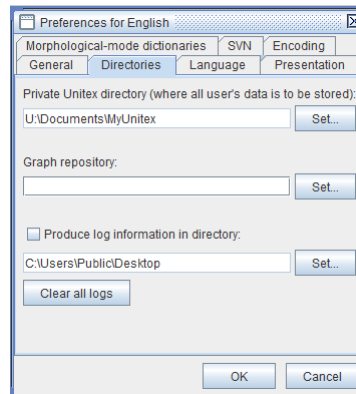 Preferences for English
Morphological-mode dictionaries SVN Encoding
General Directories Language Presentation
Private Unitex directory (where all user's data is to be stored):
U:\Documents\MyUnitex Set...
Graph repository:
Set...
Produce log information in directory:
C:\Users\Public\Desktop Set...
Clear all logs
OK Cancel